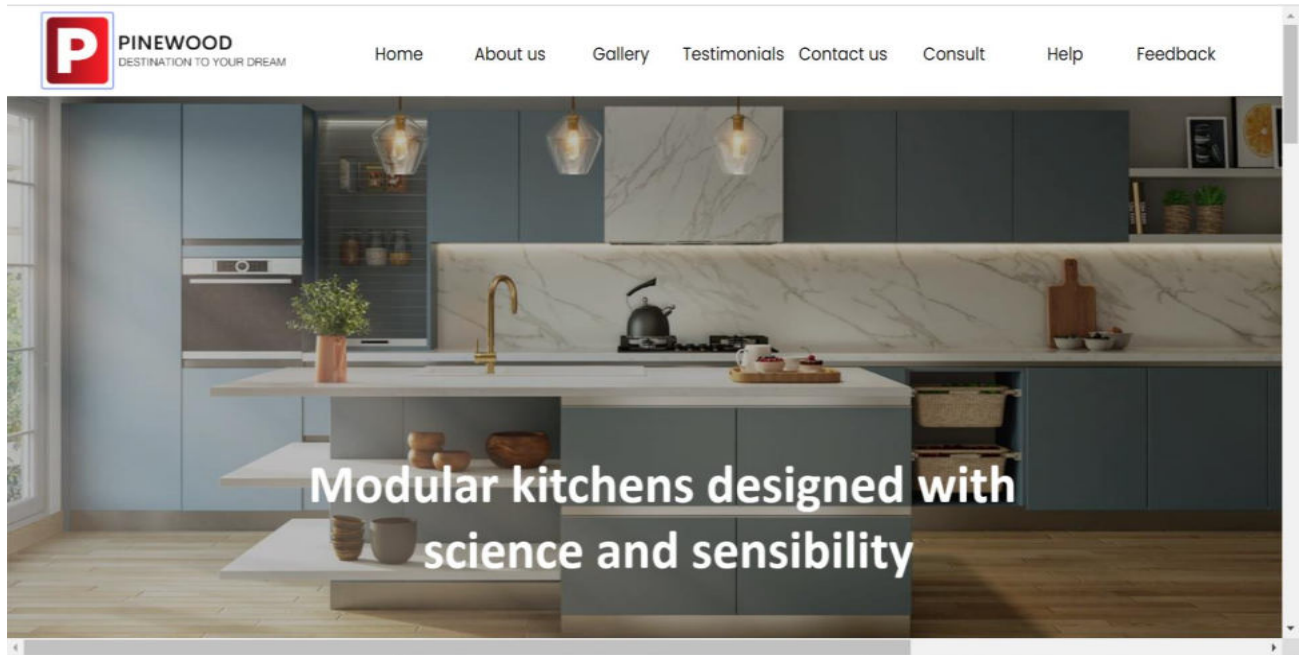 P
PINEWOOD
DESTINATION TO YOUR DREAM
Home About us Gallery Testimonials Contact us Consult Help Feedback
Modular kitchens designed with
science and sensibility